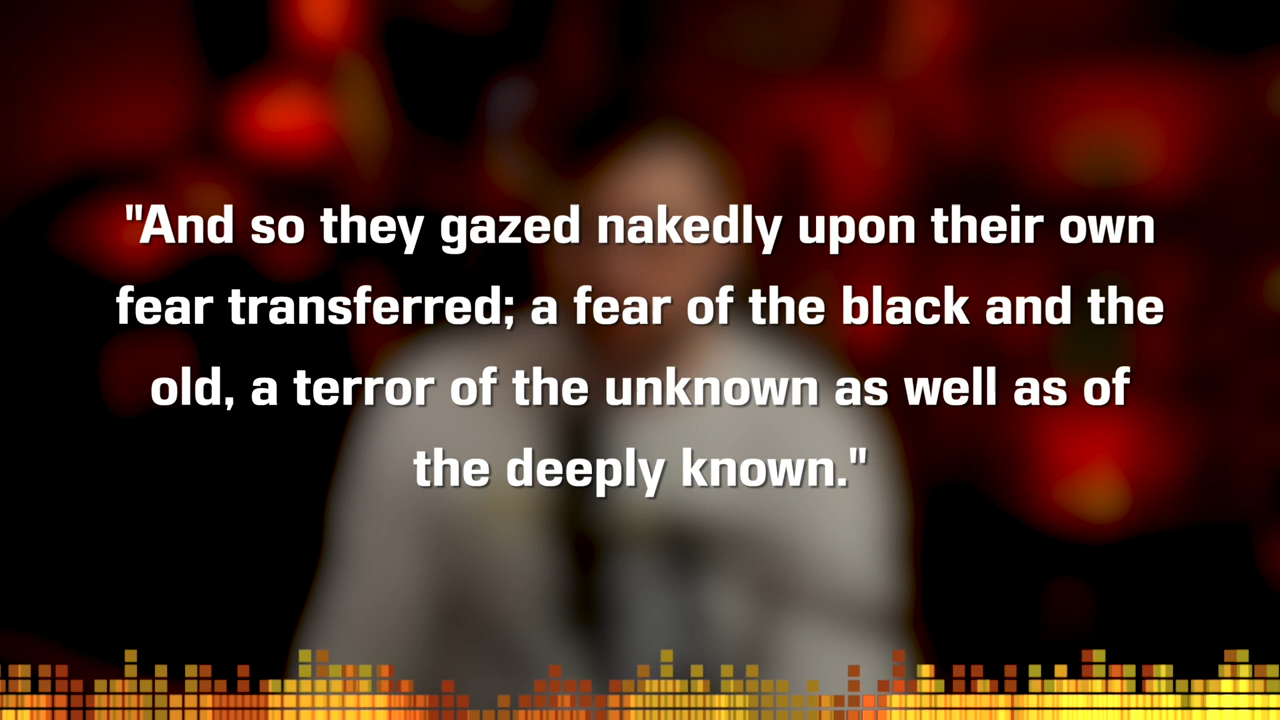 "And so they gazed nakedly upon their own
fear transferred; a fear of the black and the
old, a terror of the unknown as well as of
the deeply known."